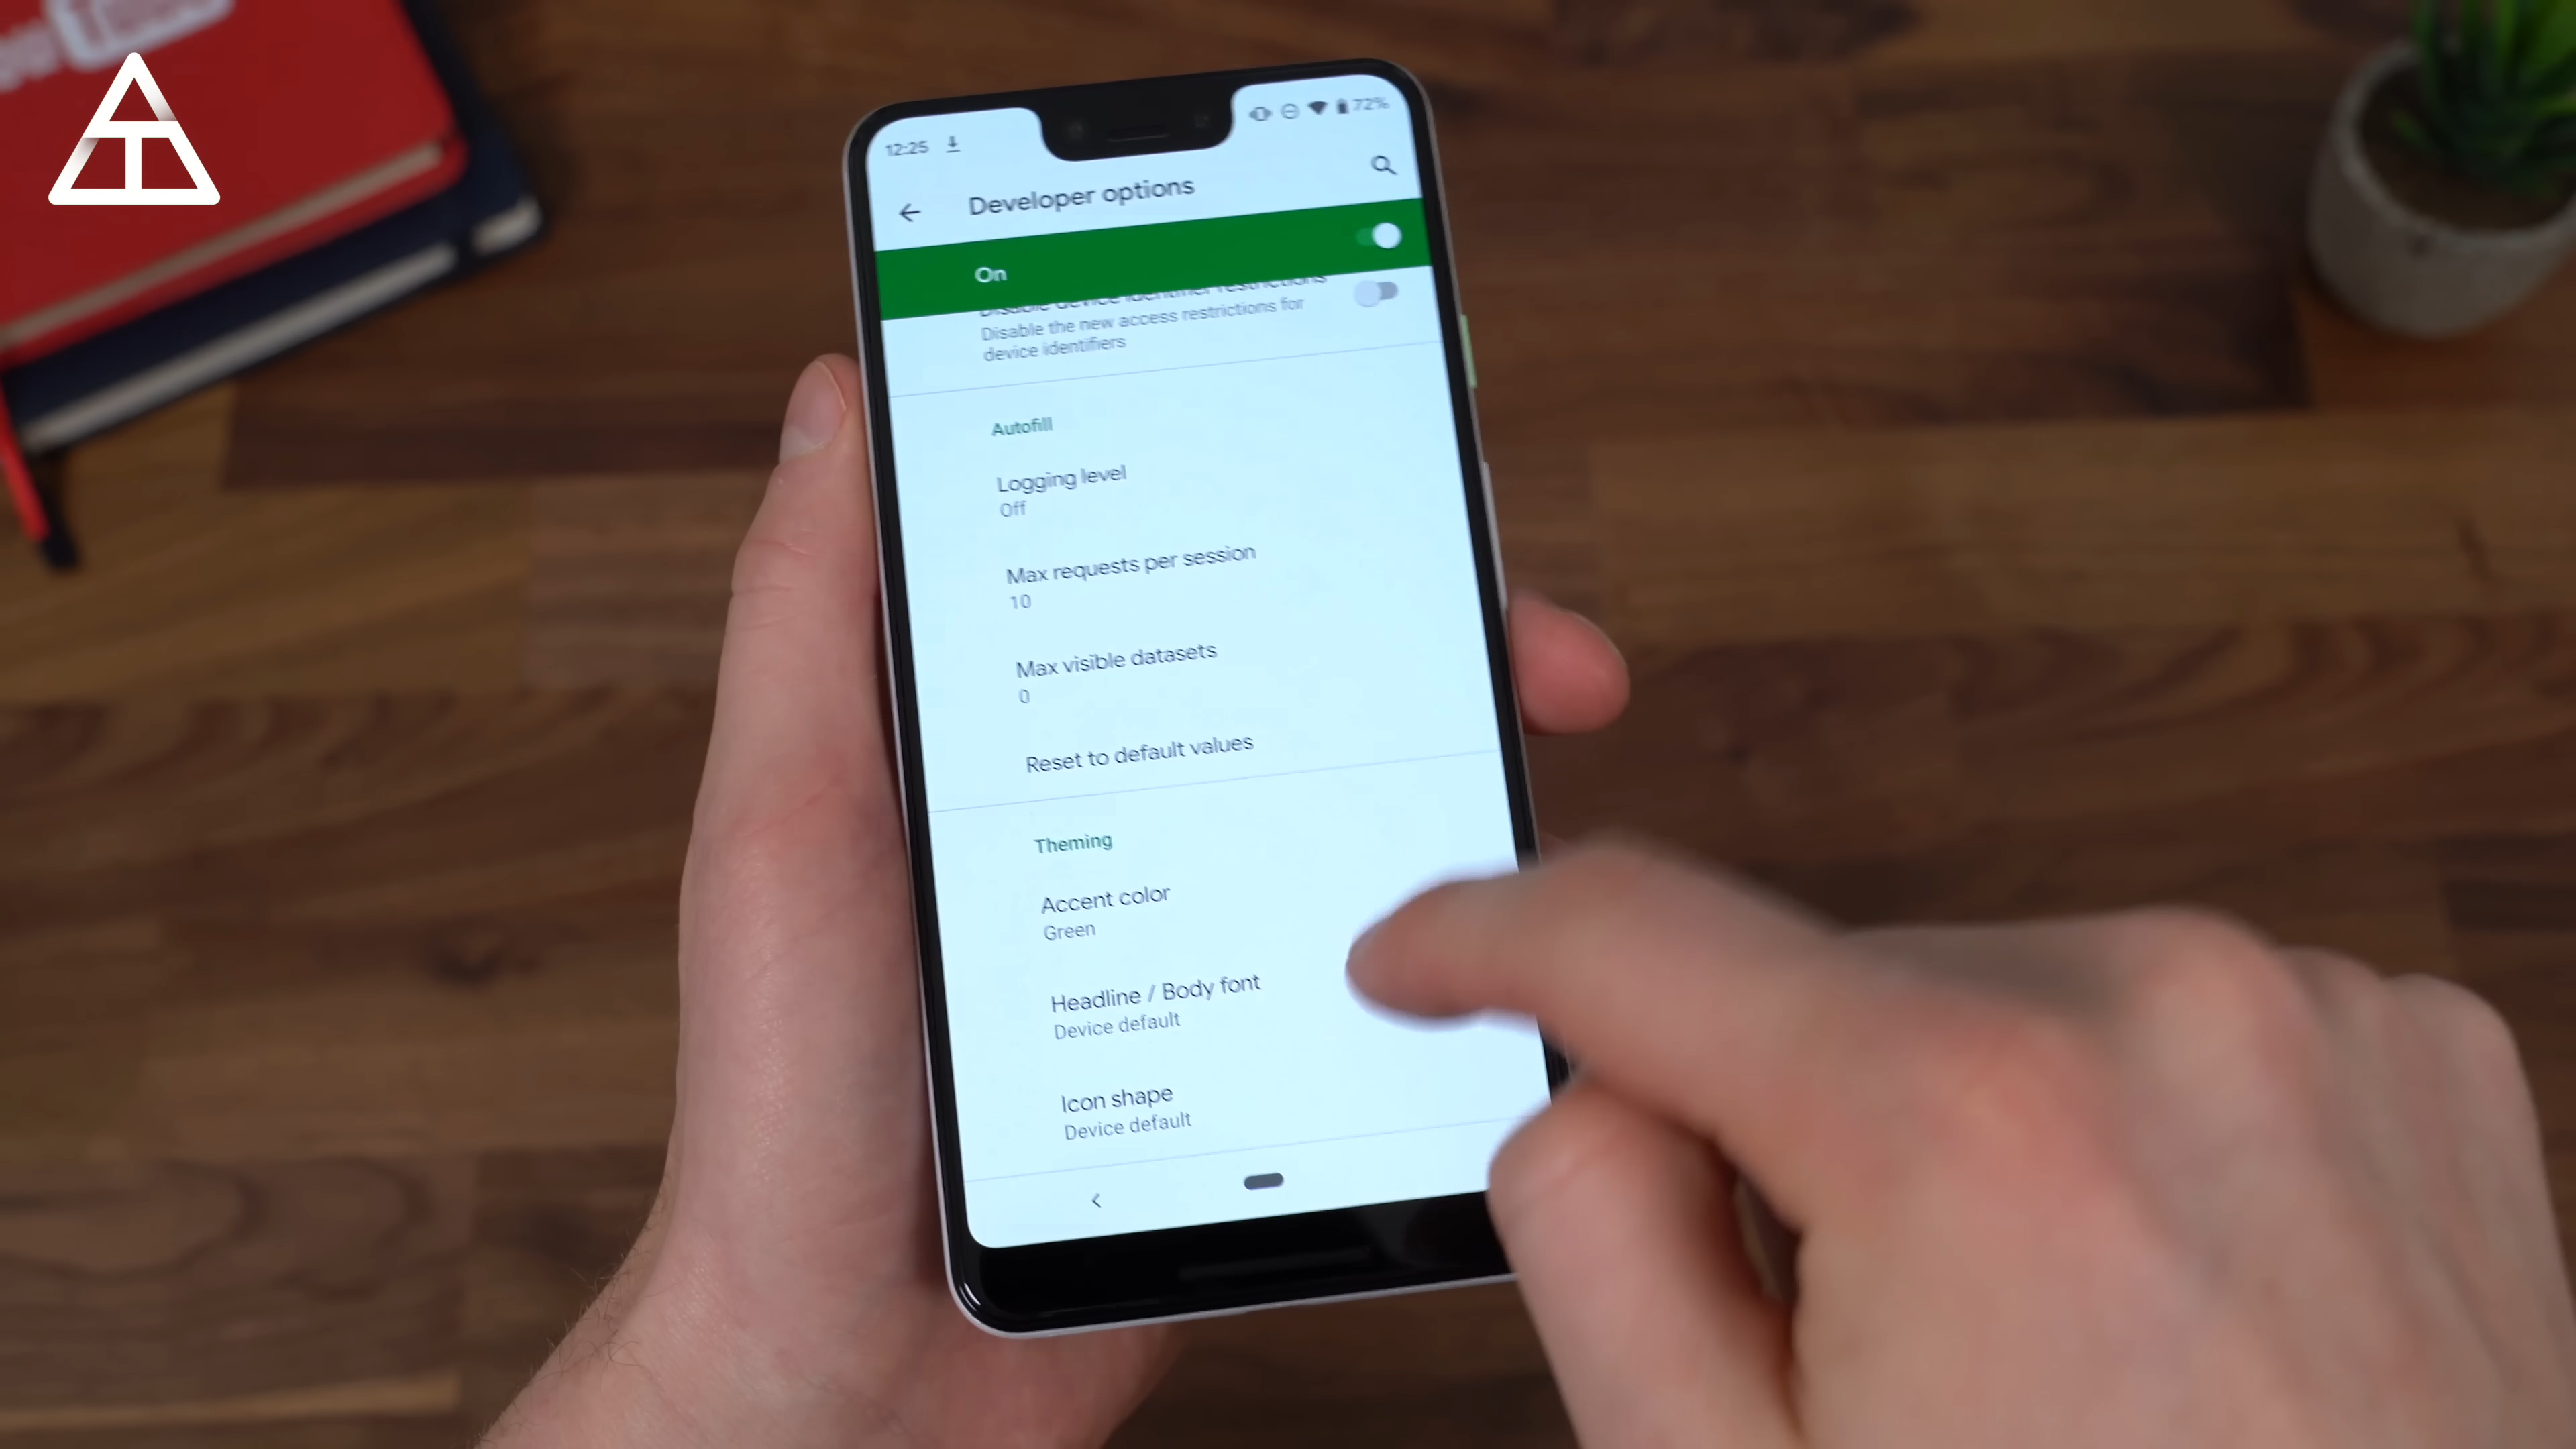 12:25
72%
Developer options
On
Disable device identifier restrictions
Disable the new access restrictions for
device identifiers
Autofill
Logging level
Off
Max requests per session
10
Max visible datasets
0
Reset to default values
Theming
Accent color
Green
Headline / Body font
Device default
Icon shape
Device default